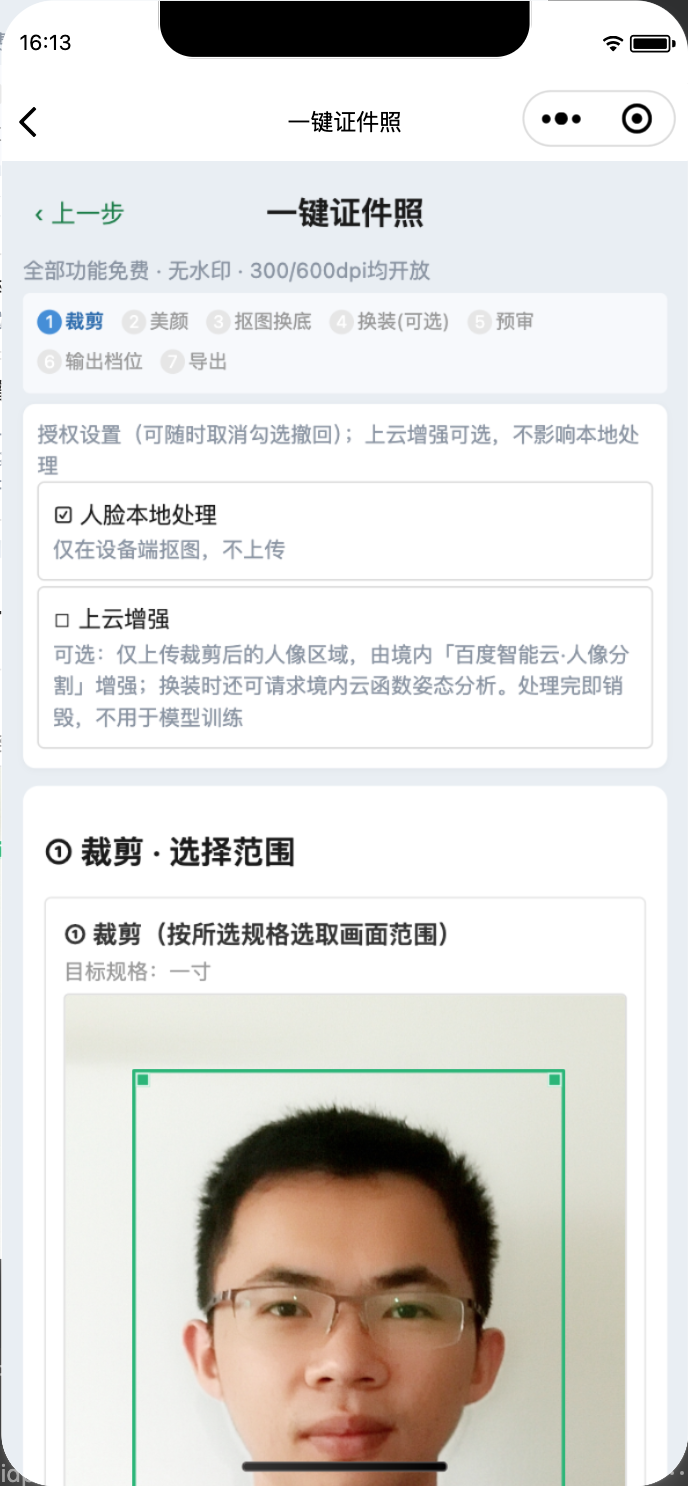 16:13
一键证件照
‹ 上一步
一键证件照
全部功能免费 · 无水印 · 300/600dpi均开放
1 裁剪 2 美颜 3 抠图换底 4 换装(可选) 5 预审
6 输出档位 7 导出
授权设置（可随时取消勾选撤回）；上云增强可选，不影响本地处
理
☑ 人脸本地处理
仅在设备端抠图，不上传
☐ 上云增强
可选：仅上传裁剪后的人像区域，由境内「百度智能云·人像分
割」增强；换装时还可请求境内云函数姿态分析。处理完即销
毁，不用于模型训练
① 裁剪 · 选择范围
① 裁剪（按所选规格选取画面范围）
目标规格：一寸